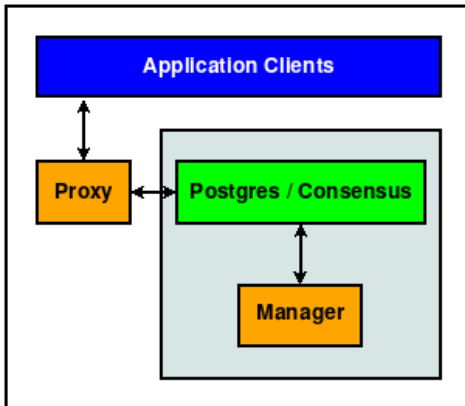 Application Clients
Proxy
Postgres / Consensus
Manager